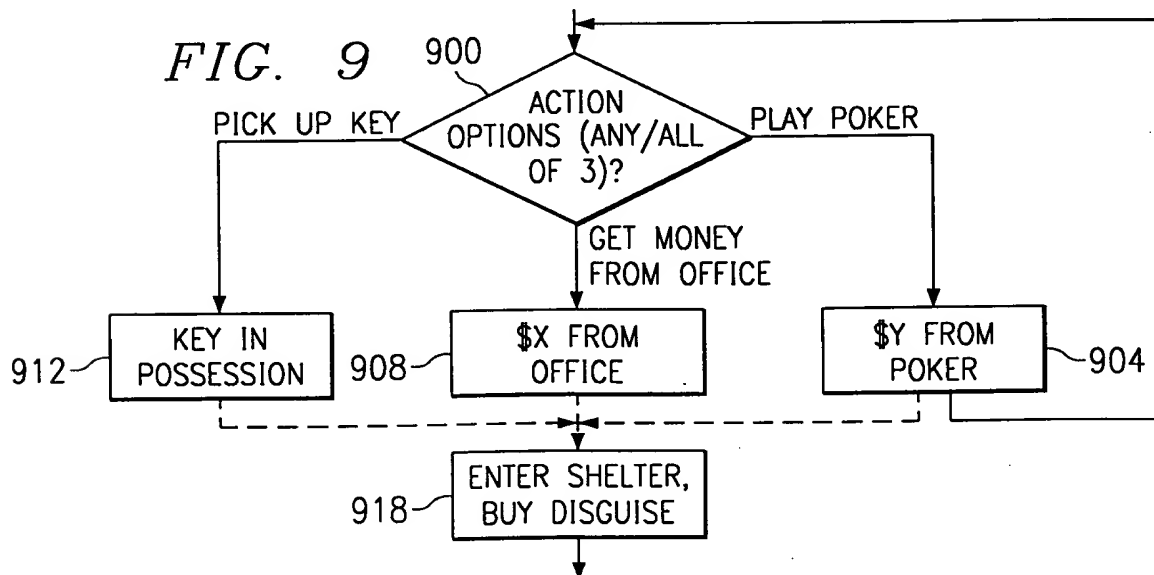 FIG. 9
900
ACTION
OPTIONS (ANY/ALL
OF 3)?
PICK UP KEY
PLAY POKER
GET MONEY
FROM OFFICE
KEY IN
POSSESSION
912
$X FROM
OFFICE
908
$Y FROM
POKER
904
ENTER SHELTER,
BUY DISGUISE
918